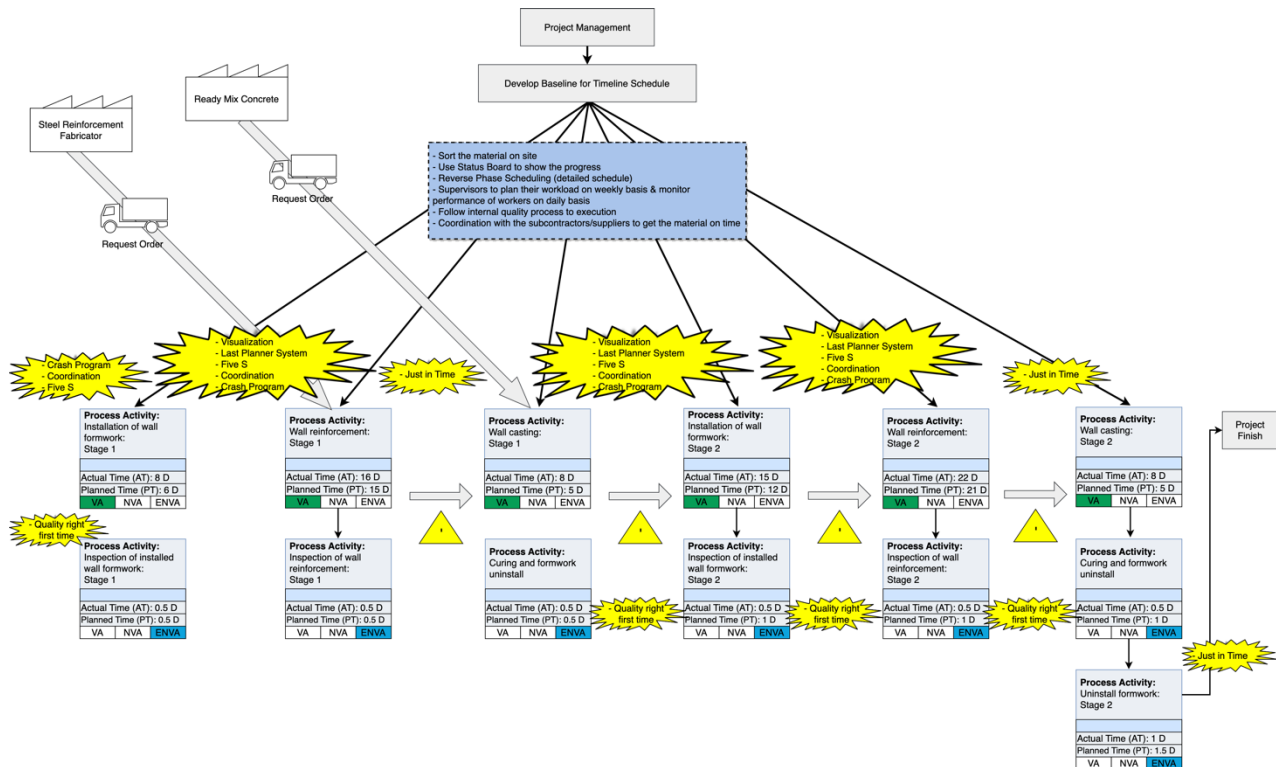 Project Management
Develop Baseline for Timeline Schedule
Ready Mix Concrete
Steel Reinforcement
Fabricator
Request Order
Request Order
- Sort the material on site
- Use Status Board to show the progress
- Reverse Phase Scheduling (detailed schedule)
- Supervisors to plan their workload on weekly basis & monitor
performance of workers on daily basis
- Follow internal quality process to execution
- Coordination with the subcontractors/suppliers to get the material on time
- Crash Program
- Coordination
- Five S
- Visualization
- Last Planner System
- Five S
- Coordination
- Crash Program
- Just in Time
- Visualization
- Last Planner System
- Five S
- Coordination
- Crash Program
- Visualization
- Last Planner System
- Five S
- Coordination
- Crash Program
- Just in Time
Process Activity:
Installation of wall
formwork:
Stage 1
Actual Time (AT): 8 D
Planned Time (PT): 6 D
VA NVA ENVA
Process Activity:
Wall reinforcement:
Stage 1
Actual Time (AT): 16 D
Planned Time (PT): 15 D
VA NVA ENVA
Process Activity:
Wall casting:
Stage 1
Actual Time (AT): 8 D
Planned Time (PT): 5 D
VA NVA ENVA
Process Activity:
Installation of wall
formwork:
Stage 2
Actual Time (AT): 15 D
Planned Time (PT): 12 D
VA NVA ENVA
Process Activity:
Wall reinforcement:
Stage 2
Actual Time (AT): 22 D
Planned Time (PT): 21 D
VA NVA ENVA
Process Activity:
Wall casting:
Stage 2
Actual Time (AT): 8 D
Planned Time (PT): 5 D
VA NVA ENVA
Project
Finish
- Quality right
first time
Process Activity:
Inspection of installed
wall formwork:
Stage 1
Actual Time (AT): 0.5 D
Planned Time (PT): 0.5 D
VA NVA ENVA
Process Activity:
Inspection of wall
reinforcement:
Stage 1
Actual Time (AT): 0.5 D
Planned Time (PT): 0.5 D
VA NVA ENVA
Process Activity:
Curing and formwork
uninstall
Actual Time (AT): 0.5 D
Planned Time (PT): 0.5 D
VA NVA ENVA
- Quality right
first time
Process Activity:
Inspection of installed
wall formwork:
Stage 2
Actual Time (AT): 0.5 D
Planned Time (PT): 1 D
VA NVA ENVA
- Quality right
first time
Process Activity:
Inspection of wall
reinforcement:
Stage 2
Actual Time (AT): 0.5 D
Planned Time (PT): 1 D
VA NVA ENVA
- Quality right
first time
Process Activity:
Curing and formwork
uninstall
Actual Time (AT): 0.5 D
Planned Time (PT): 1 D
VA NVA ENVA
- Just in Time
Process Activity:
Uninstall formwork:
Stage 2
Actual Time (AT): 1 D
Planned Time (PT): 1.5 D
VA NVA ENVA